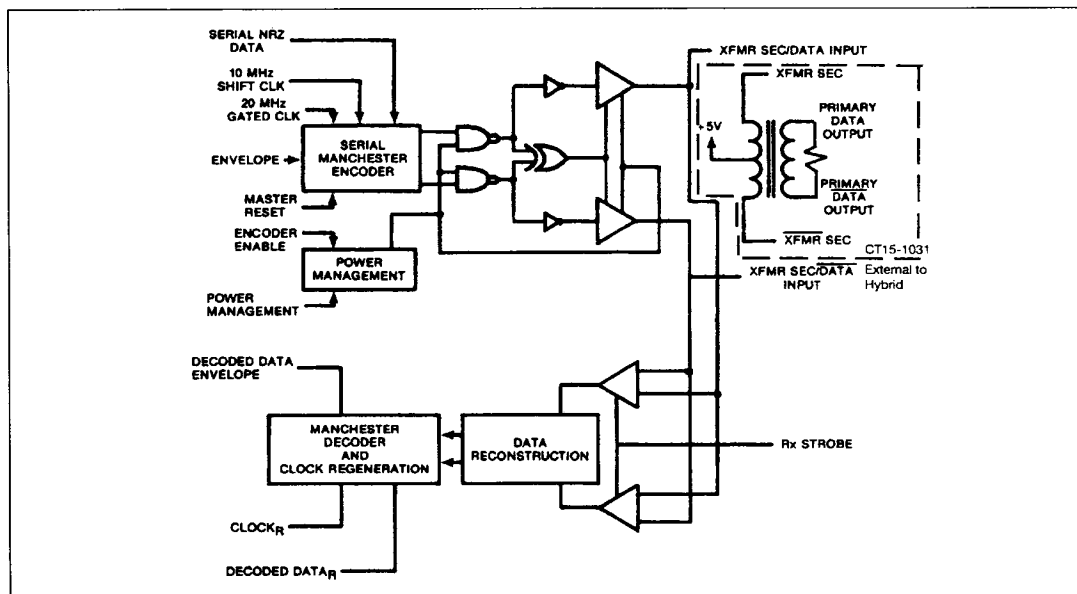 SERIAL NRZ
DATA
10 MHz
SHIFT CLK
20 MHz
GATED CLK
ENVELOPE
SERIAL
MANCHESTER
ENCODER
MASTER
RESET
ENCODER
ENABLE
POWER
MANAGEMENT
POWER
MANAGEMENT
XFMR SEC/DATA INPUT
XFMR SEC
+5V
PRIMARY
DATA
OUTPUT
PRIMARY
DATA
OUTPUT
XFMR SEC
CT15-1031
XFMR SEC/DATA
INPUT
External to
Hybrid
DECODED DATA
ENVELOPE
MANCHESTER
DECODER
AND
CLOCK REGENERATION
DATA
RECONSTRUCTION
Rx STROBE
CLOCK_R
DECODED DATA_R